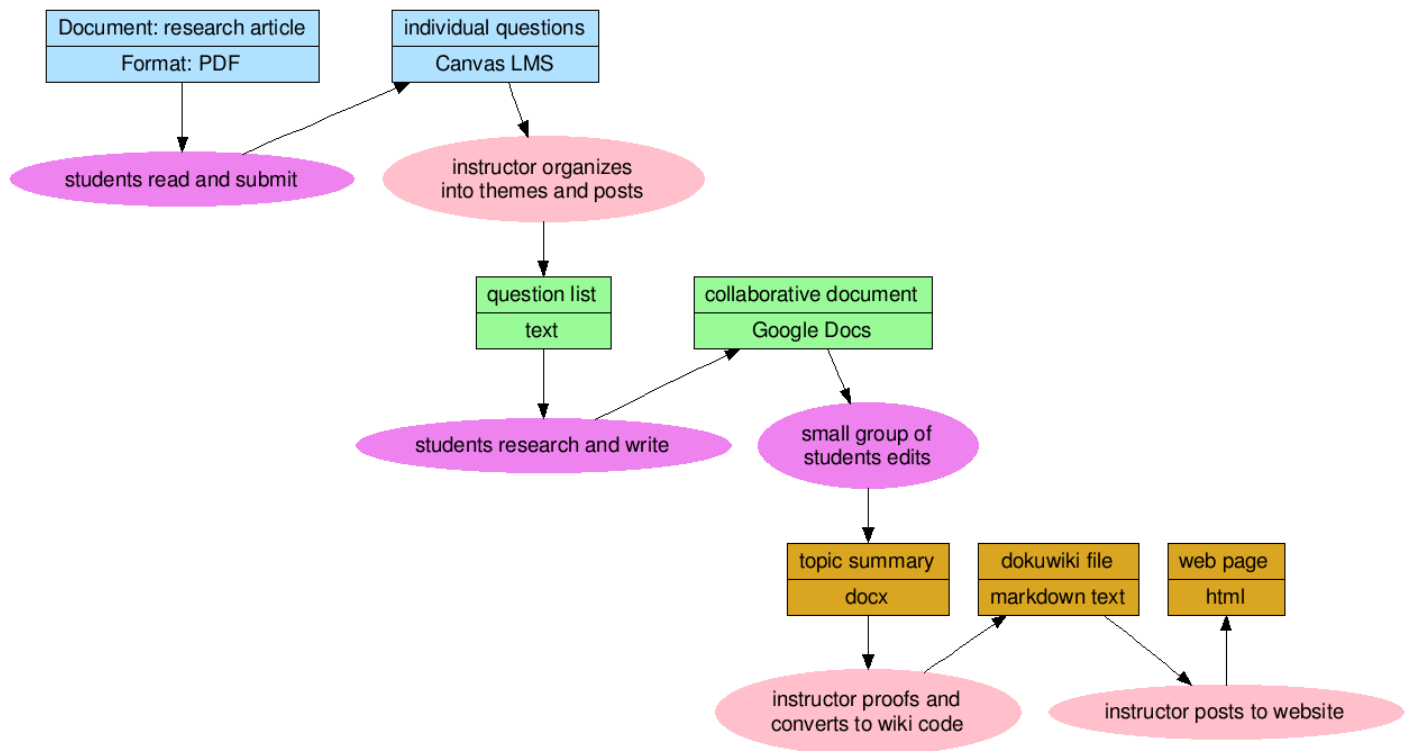 Document: research article
Format: PDF
individual questions
Canvas LMS
students read and submit
instructor organizes
into themes and posts
question list
text
collaborative document
Google Docs
students research and write
small group of
students edits
topic summary
docx
dokuwiki file
markdown text
web page
html
instructor proofs and
converts to wiki code
instructor posts to website